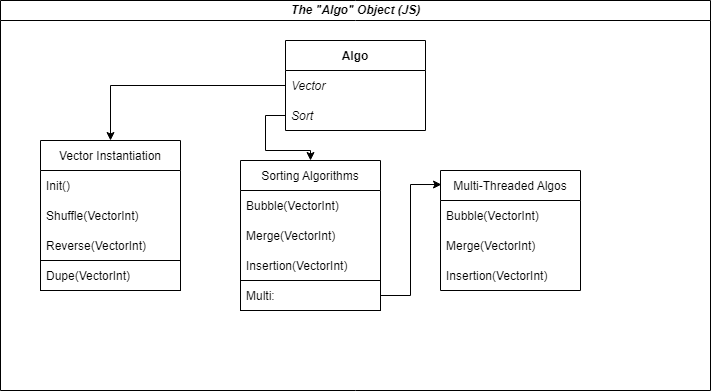 The "Algo" Object (JS)
Algo
Vector
Sort
Vector Instantiation
Init()
Shuffle(VectorInt)
Reverse(VectorInt)
Dupe(VectorInt)
Sorting Algorithms
Bubble(VectorInt)
Merge(VectorInt)
Insertion(VectorInt)
Multi:
Multi-Threaded Algos
Bubble(VectorInt)
Merge(VectorInt)
Insertion(VectorInt)